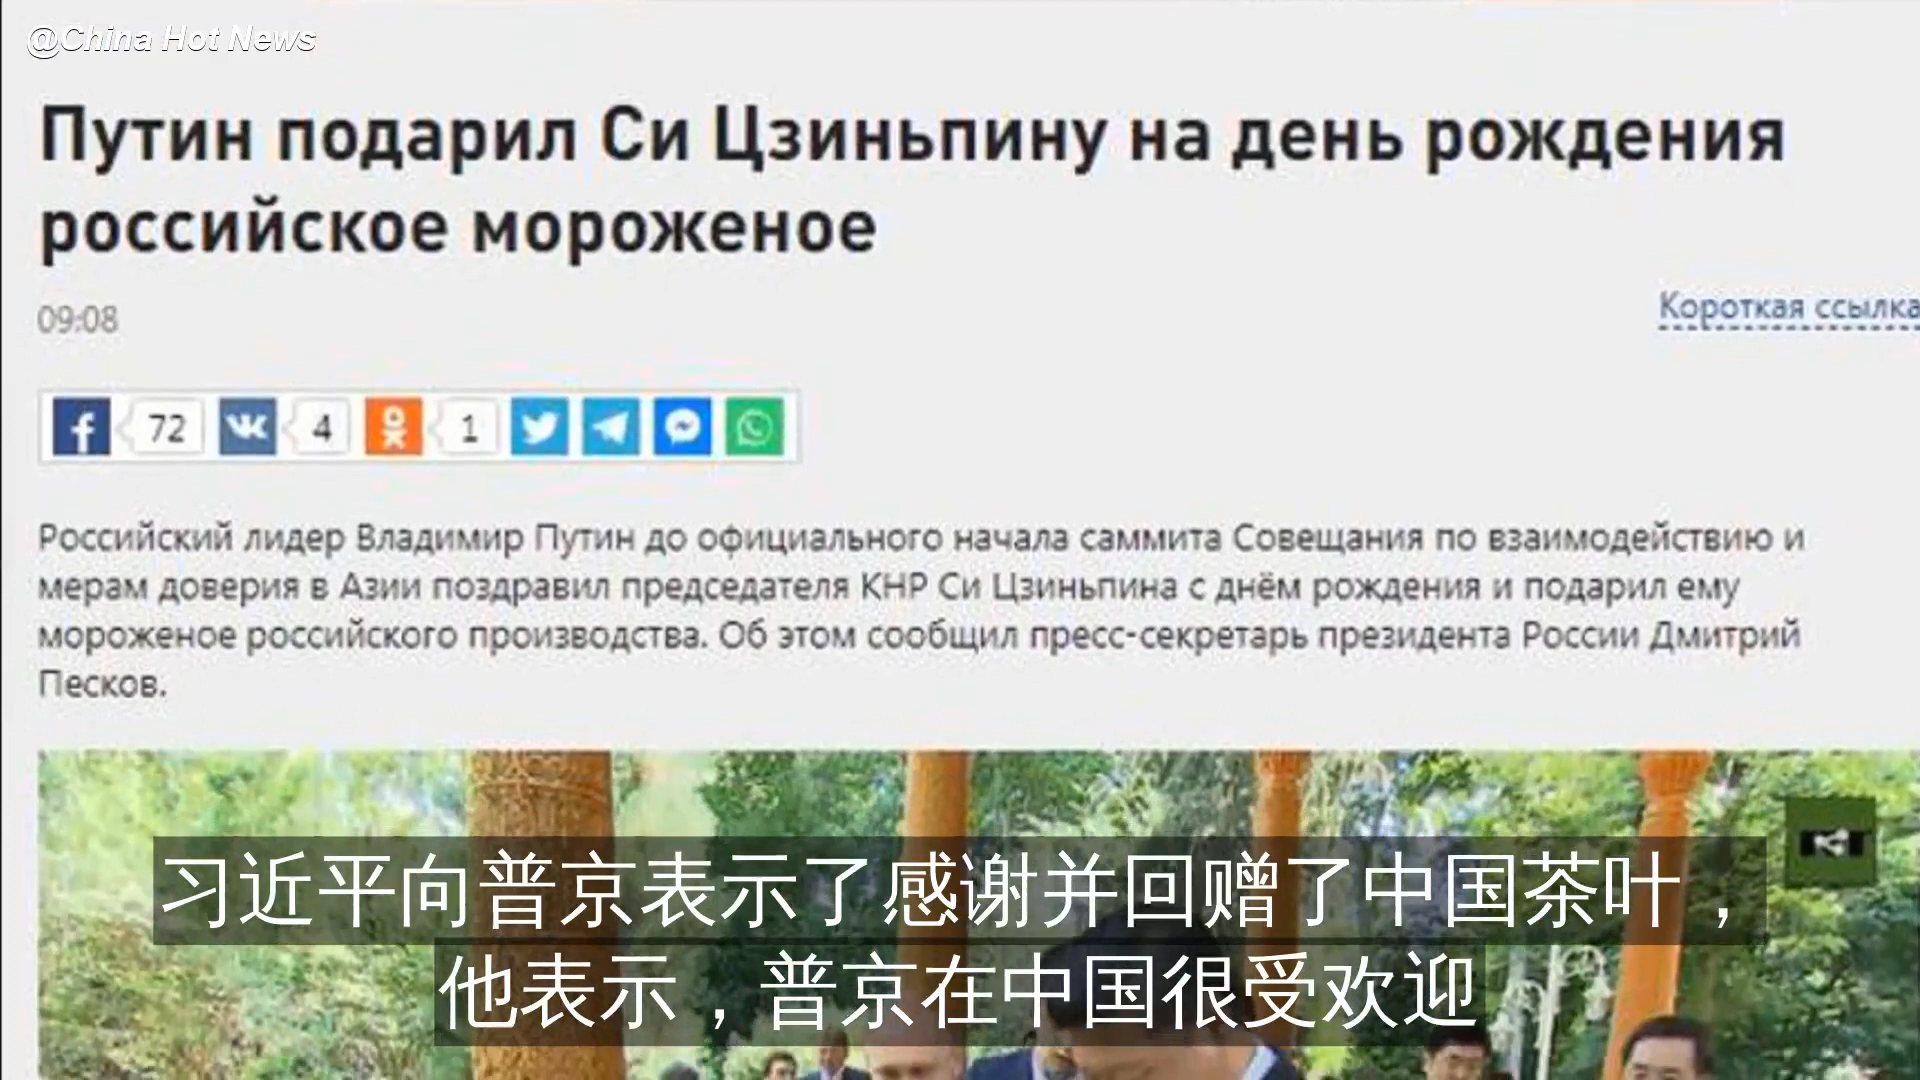 @China Hot News
Путин подарил Си Цзиньпину на день рождения
российское мороженое
09:08
Короткая ссылка
72
4
1
Российский лидер Владимир Путин до официального начала саммита Совещания по взаимодействию и
мерам доверия в Азии поздравил председателя КНР Си Цзиньпина с днём рождения и подарил ему
мороженое российского производства. Об этом сообщил пресс-секретарь президента России Дмитрий
Песков.
习近平向普京表示了感谢并回赠了中国茶叶，
他表示，普京在中国很受欢迎